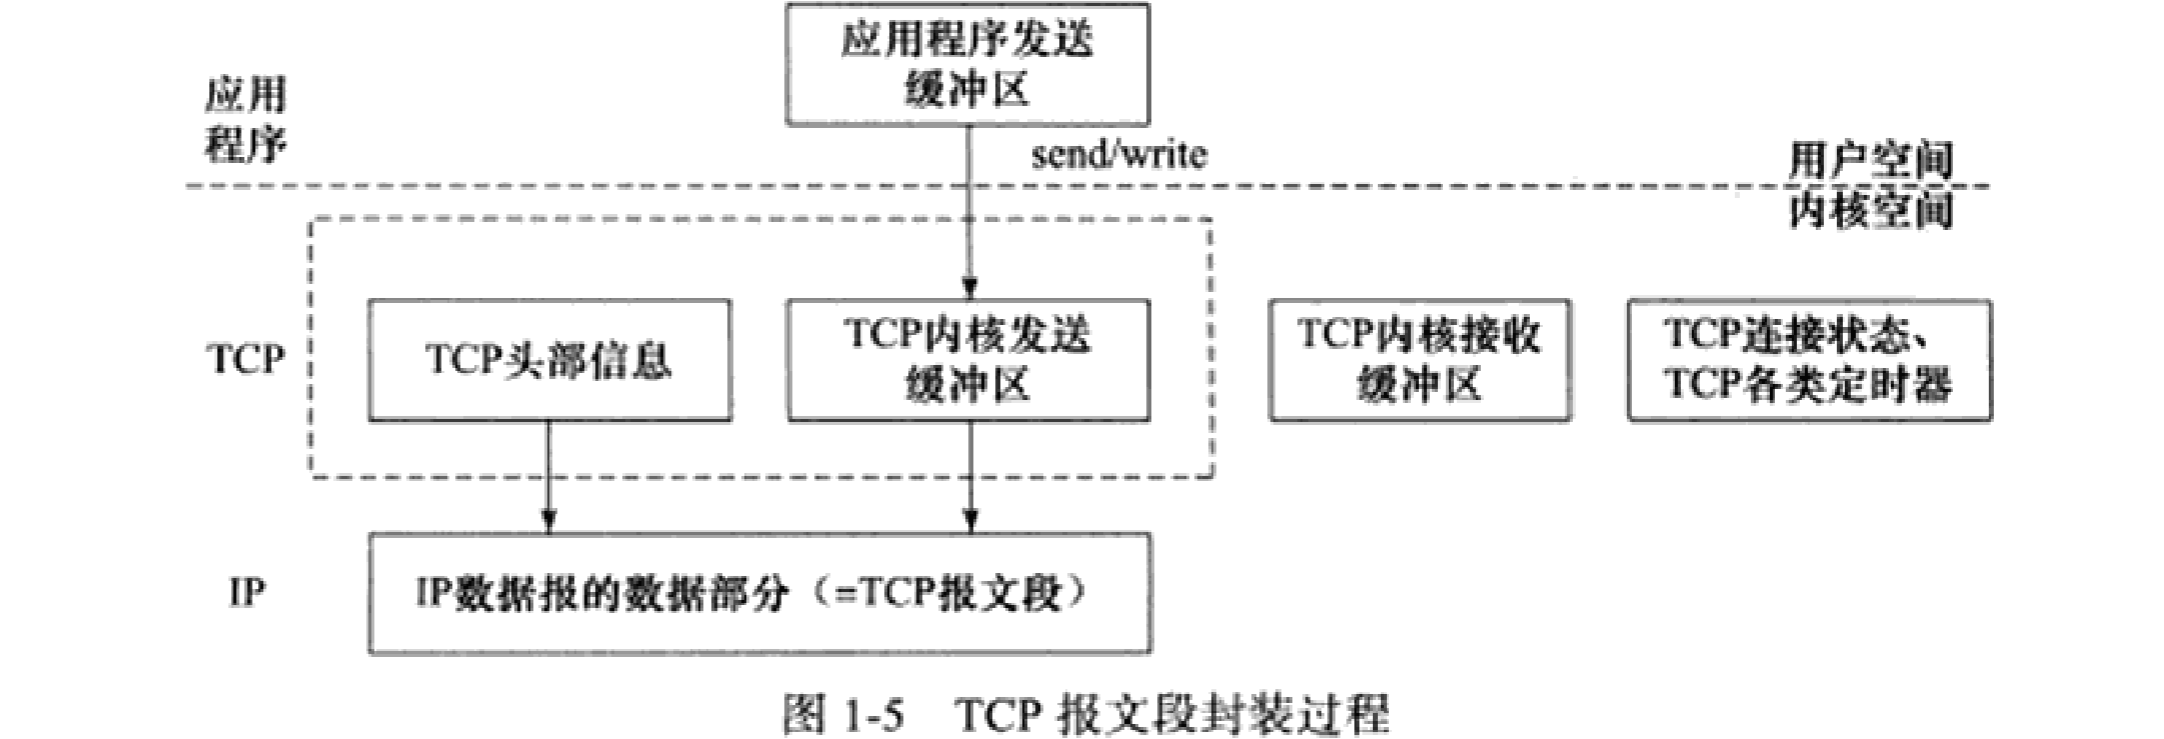 应用程序发送
缓冲区
应用
程序
send/write
用户空间
内核空间
TCP
TCP头部信息
TCP内核发送
缓冲区
TCP内核接收
缓冲区
TCP连接状态、
TCP各类定时器
IP
IP数据报的数据部分（=TCP报文段）
图 1-5 TCP 报文段封装过程